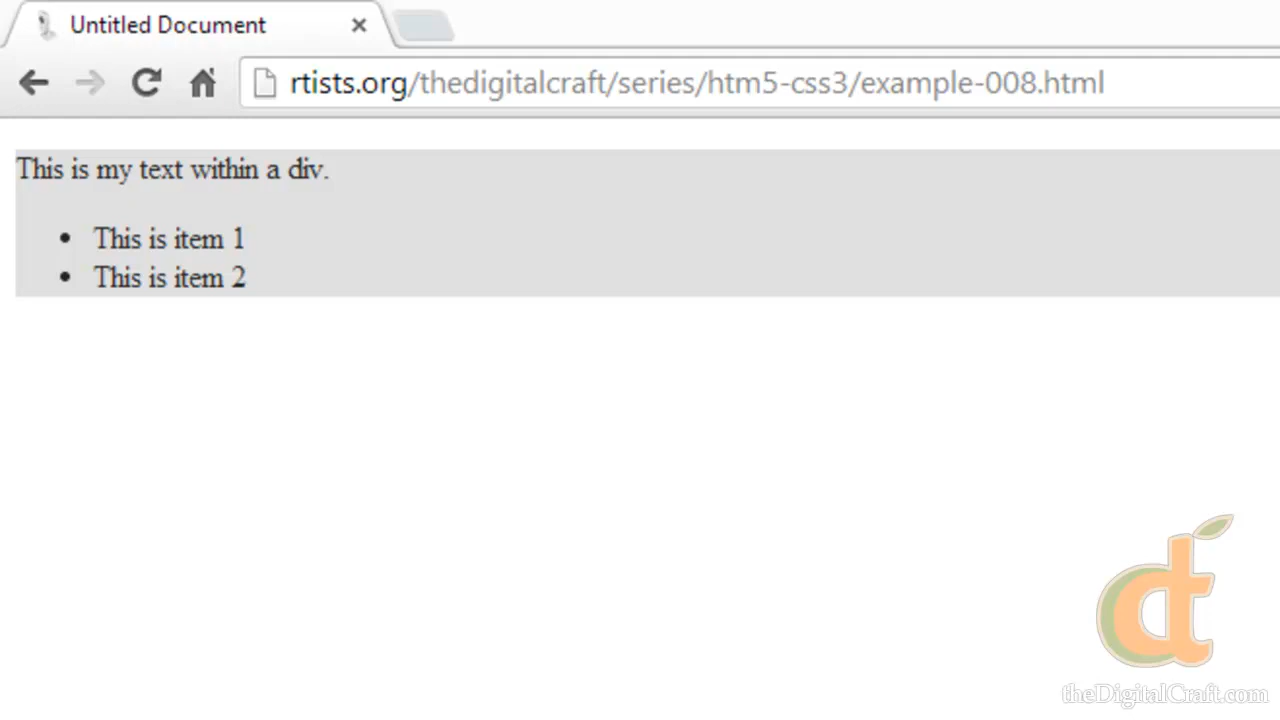 Untitled Document
rtists.org/thedigitalcraft/series/htm5-css3/example-008.html
This is my text within a div.
• This is item 1
• This is item 2
dt
theDigitalCraft.com